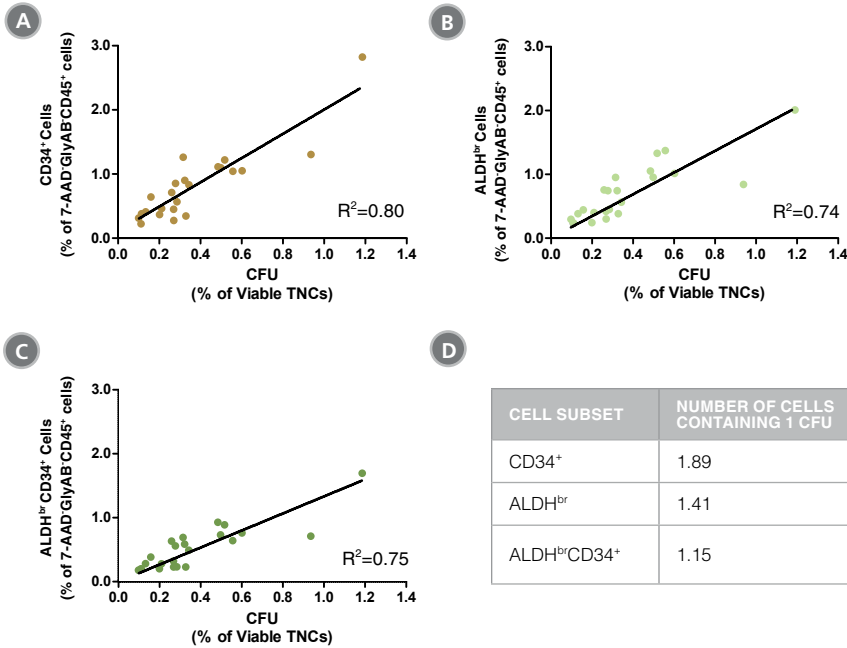 A
CD34⁺ Cells
(% of 7-AAD⁻GlyAB⁻CD45⁺ cells)
3.0
2.0
1.0
0.0
R²=0.80
0.0 0.2 0.4 0.6 0.8 1.0 1.2 1.4
CFU
(% of Viable TNCs)
B
ALDHᵇʳ Cells
(% of 7-AAD⁻GlyAB⁻CD45⁺ cells)
3.0
2.0
1.0
0.0
R²=0.74
0.0 0.2 0.4 0.6 0.8 1.0 1.2 1.4
CFU
(% of Viable TNCs)
C
ALDHᵇʳCD34⁺ Cells
(% of 7-AAD⁻GlyAB⁻CD45⁺ cells)
3.0
2.0
1.0
0.0
R²=0.75
0.0 0.2 0.4 0.6 0.8 1.0 1.2 1.4
CFU
(% of Viable TNCs)
D
CELL SUBSET NUMBER OF CELLS
CONTAINING 1 CFU
CD34⁺ 1.89
ALDHᵇʳ 1.41
ALDHᵇʳCD34⁺ 1.15